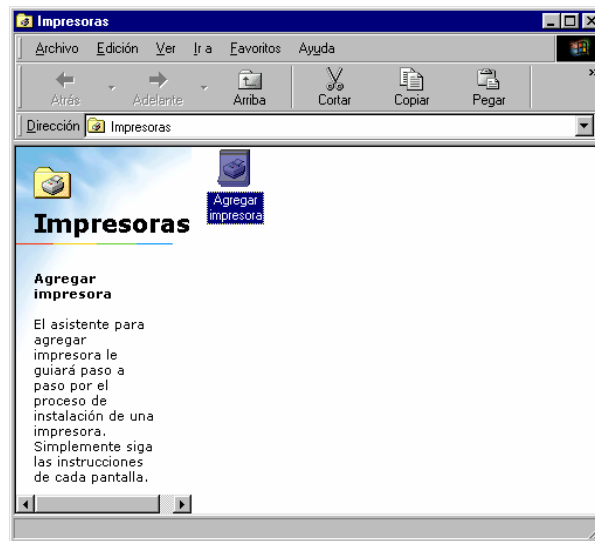 Impresoras
Archivo Edición Ver Ir a Favoritos Ayuda
Atrás Adelante Arriba Cortar Copiar Pegar »
Dirección Impresoras
Agregar
impresora
Impresoras
Agregar
impresora
El asistente para
agregar
impresora le
guiará paso a
paso por el
proceso de
instalación de una
impresora.
Simplemente siga
las instrucciones
de cada pantalla.